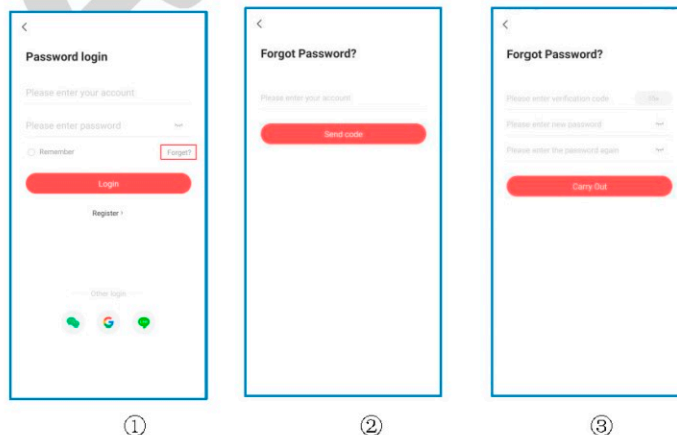 Password login
Please enter your account
Please enter password
Remember
Forget?
Login
Register ›
Other login
①
Forgot Password?
Please enter your account
Send code
②
Forgot Password?
Please enter verification code
Please enter new password
Please enter the password again
Carry Out
③